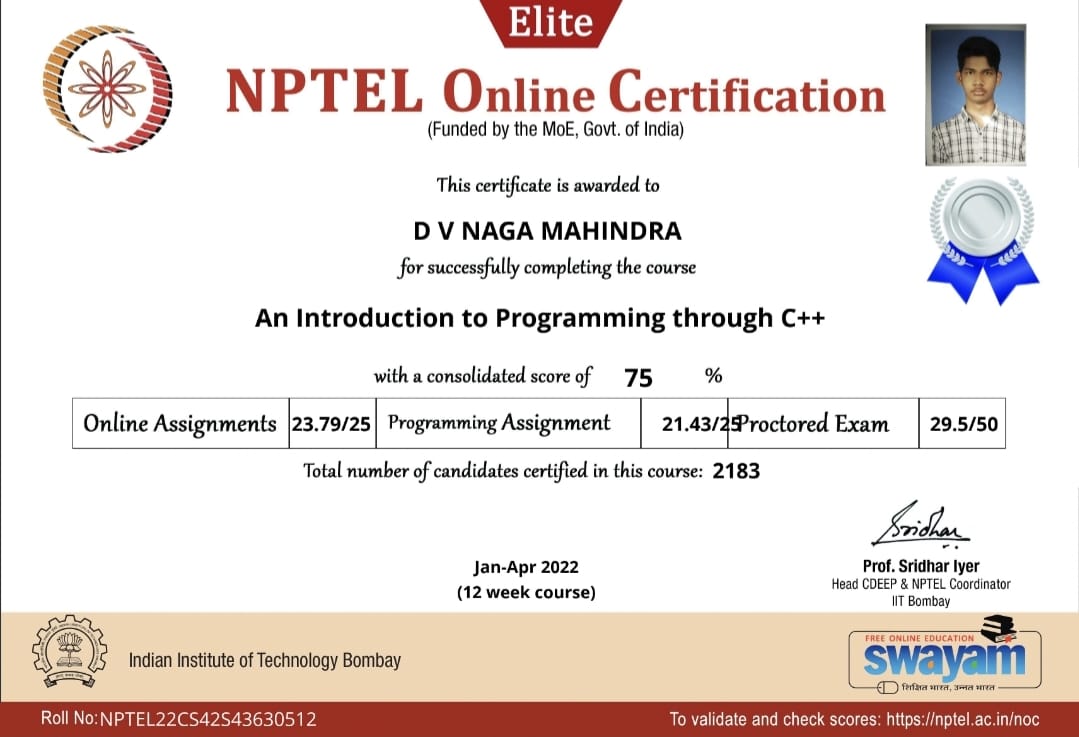 Elite
NPTEL Online Certification
(Funded by the MoE, Govt. of India)
This certificate is awarded to
D V NAGA MAHINDRA
for successfully completing the course
An Introduction to Programming through C++
with a consolidated score of 75 %
Online Assignments 23.79/25 Programming Assignment 21.43/25 Proctored Exam 29.5/50
Total number of candidates certified in this course: 2183
Sridhar
Prof. Sridhar Iyer
Head CDEEP & NPTEL Coordinator
IIT Bombay
Jan-Apr 2022
(12 week course)
Indian Institute of Technology Bombay
FREE ONLINE EDUCATION
swayam
शिक्षित भारत, उन्नत भारत
Roll No: NPTEL22CS42S43630512
To validate and check scores: https://nptel.ac.in/noc